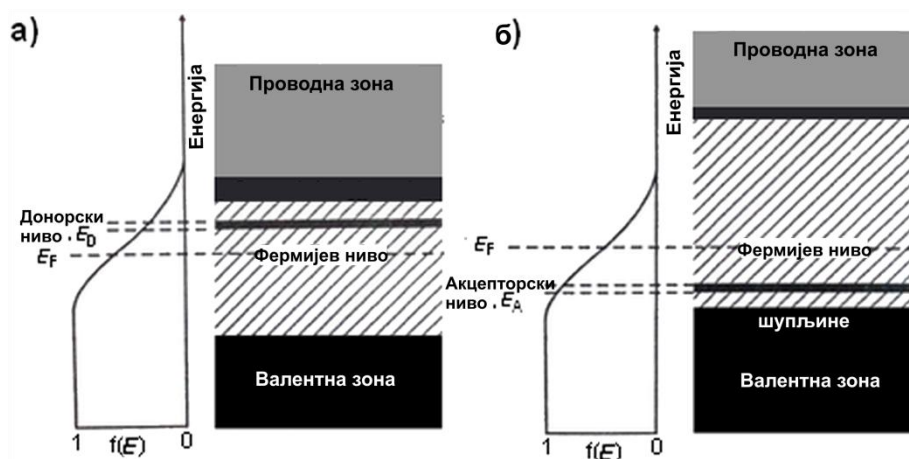 а)
Енергија
Проводна зона
Донорски
ниво . E_D
E_F
Фермијев ниво
Валентна зона
1 f(E) 0
б)
Енергија
Проводна зона
E_F
Фермијев ниво
Акцепторски
ниво . E_A
шупљине
Валентна зона
1 f(E) 0